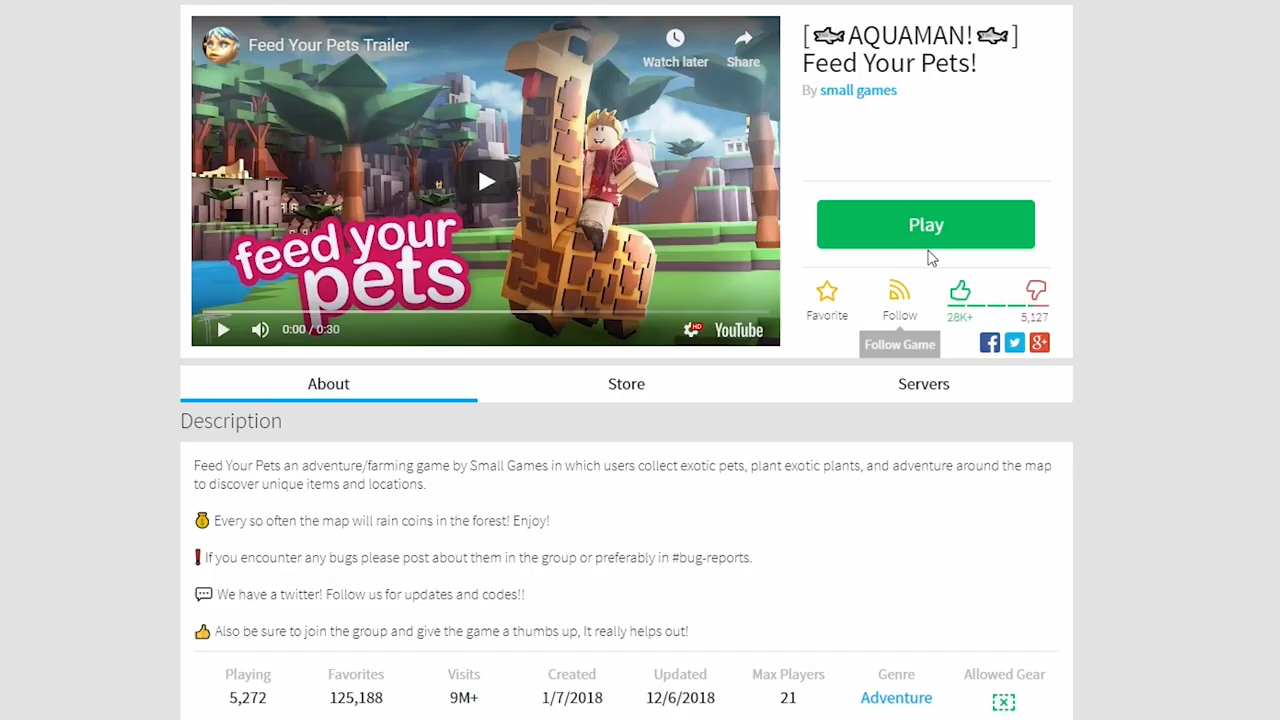 Feed Your Pets Trailer
Watch later
Share
feed your
pets
0:00 / 0:30
HD
YouTube
[🦈AQUAMAN!🦈]
Feed Your Pets!
By small games
Play
Favorite
Follow
28K+
5,127
Follow Game
About
Store
Servers
Description
Feed Your Pets an adventure/farming game by Small Games in which users collect exotic pets, plant exotic plants, and adventure around the map
to discover unique items and locations.
💰 Every so often the map will rain coins in the forest! Enjoy!
❗ If you encounter any bugs please post about them in the group or preferably in #bug-reports.
💬 We have a twitter! Follow us for updates and codes!!
👍 Also be sure to join the group and give the game a thumbs up, It really helps out!
Playing
Favorites
Visits
Created
Updated
Max Players
Genre
Allowed Gear
5,272
125,188
9M+
1/7/2018
12/6/2018
21
Adventure